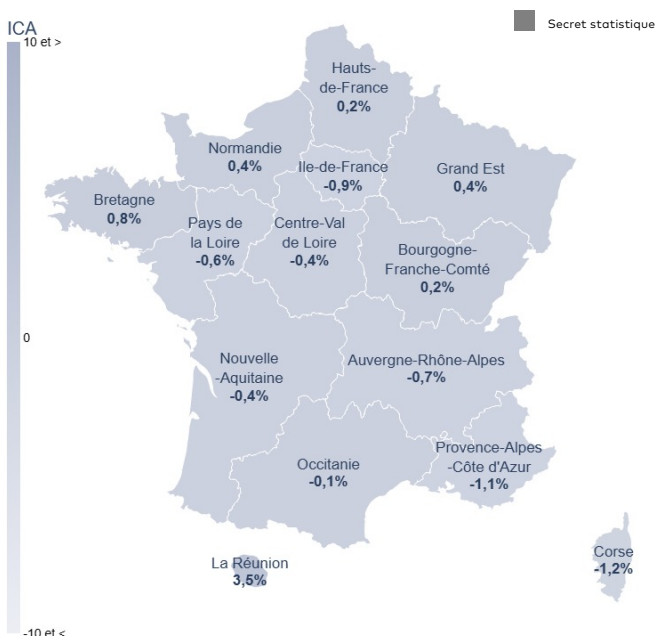 ICA
10 et >
Secret statistique
Hauts-
de-France
0,2%
Normandie
0,4%
Ile-de-France
-0,9%
Grand Est
0,4%
Bretagne
0,8%
Pays de
la Loire
-0,6%
Centre-Val
de Loire
-0,4%
Bourgogne-
Franche-Comté
0,2%
0
Nouvelle
-Aquitaine
-0,4%
Auvergne-Rhône-Alpes
-0,7%
Occitanie
-0,1%
Provence-Alpes
-Côte d'Azur
-1,1%
La Réunion
3,5%
Corse
-1,2%
-10 et <